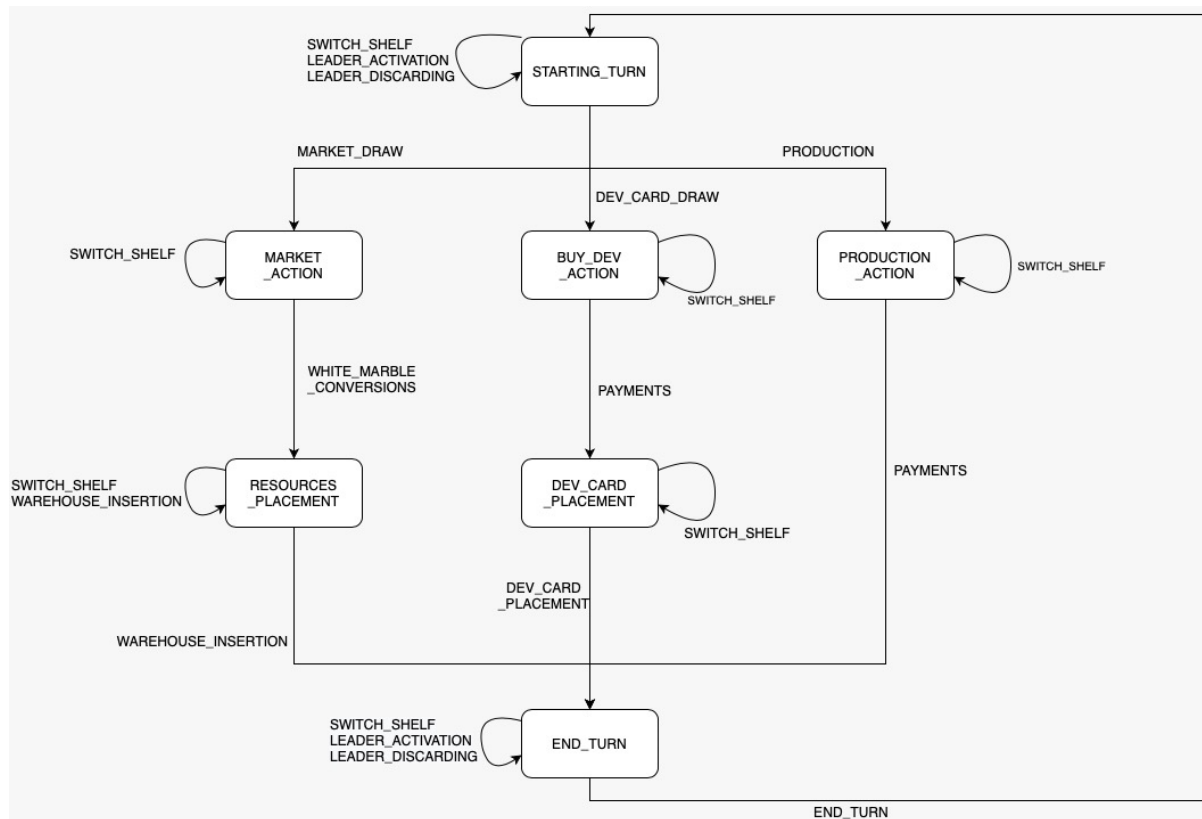 SWITCH_SHELF
LEADER_ACTIVATION
LEADER_DISCARDING
STARTING_TURN
MARKET_DRAW
PRODUCTION
DEV_CARD_DRAW
SWITCH_SHELF
MARKET
_ACTION
BUY_DEV
_ACTION
SWITCH_SHELF
PRODUCTION
_ACTION
SWITCH_SHELF
WHITE_MARBLE
_CONVERSIONS
PAYMENTS
PAYMENTS
SWITCH_SHELF
WAREHOUSE_INSERTION
RESOURCES
_PLACEMENT
DEV_CARD
_PLACEMENT
SWITCH_SHELF
DEV_CARD
_PLACEMENT
WAREHOUSE_INSERTION
SWITCH_SHELF
LEADER_ACTIVATION
LEADER_DISCARDING
END_TURN
END_TURN